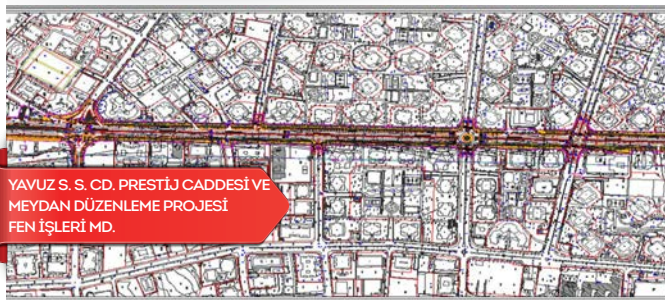 YAVUZ S. S. CD. PRESTİJ CADDESİ VE
MEYDAN DÜZENLEME PROJESİ
FEN İŞLERİ MD.